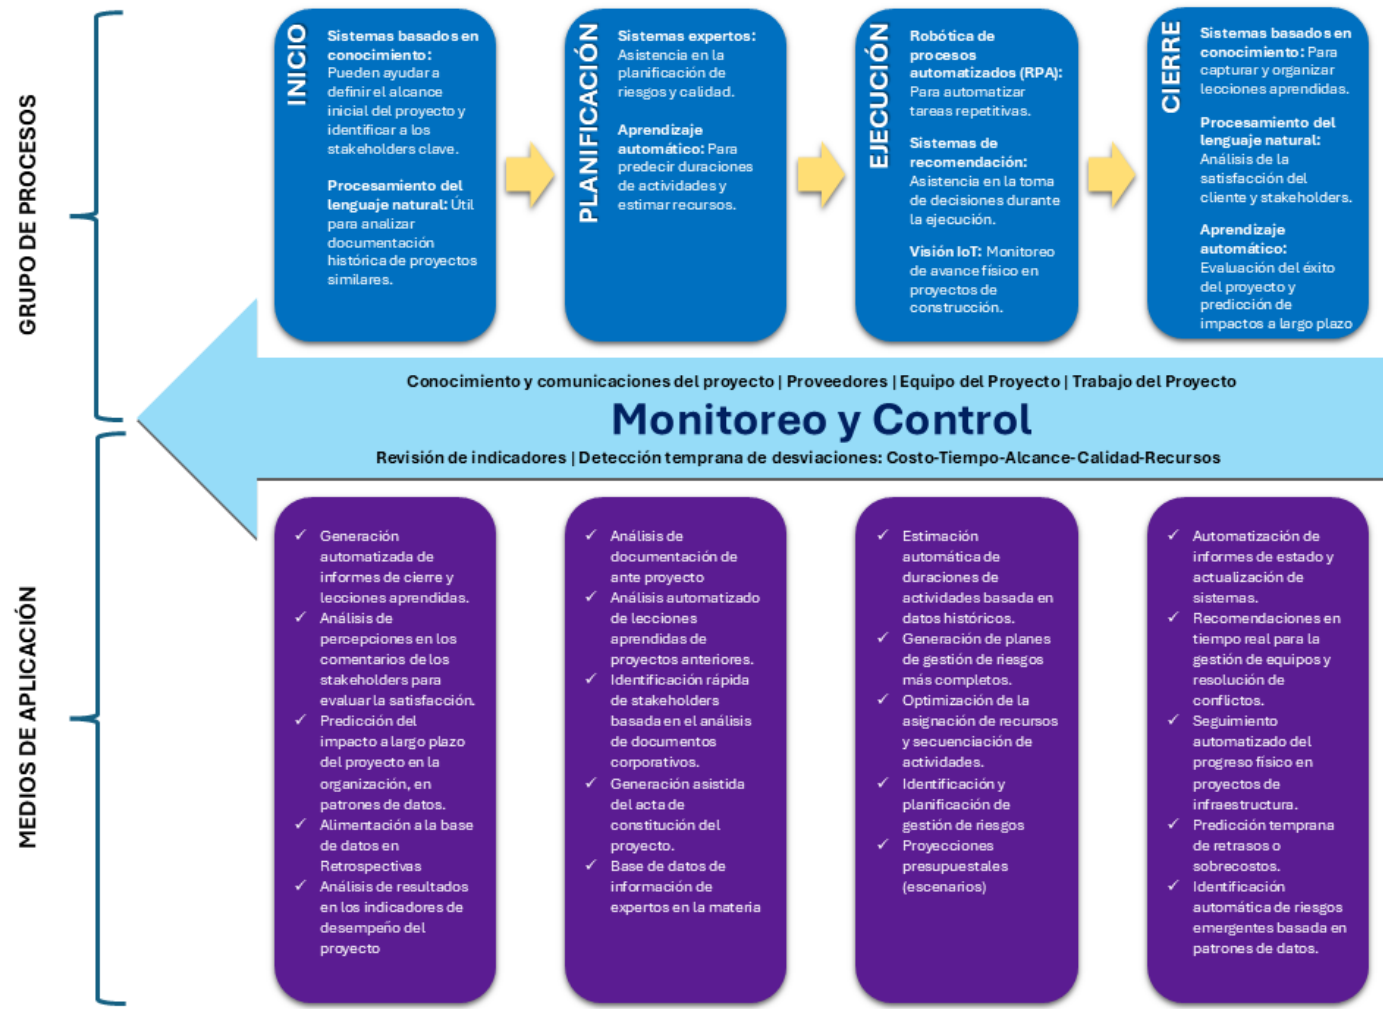 GRUPO DE PROCESOS
INICIO
Sistemas basados en
conocimiento:
Pueden ayudar a
definir el alcance
inicial del proyecto y
identificar a los
stakeholders clave.
Procesamiento del
lenguaje natural: Útil
para analizar
documentación
histórica de proyectos
similares.
PLANIFICACIÓN
Sistemas expertos:
Asistencia en la
planificación de
riesgos y calidad.
Aprendizaje
automático: Para
predecir duraciones
de actividades y
estimar recursos.
EJECUCIÓN
Robótica de
procesos
automatizados (RPA):
Para automatizar
tareas repetitivas.
Sistemas de
recomendación:
Asistencia en la toma
de decisiones durante
la ejecución.
Visión IoT: Monitoreo
de avance físico en
proyectos de
construcción.
CIERRE
Sistemas basados en
conocimiento: Para
capturar y organizar
lecciones aprendidas.
Procesamiento del
lenguaje natural:
Análisis de la
satisfacción del
cliente y stakeholders.
Aprendizaje
automático:
Evaluación del éxito
del proyecto y
predicción de
impactos a largo plazo
Conocimiento y comunicaciones del proyecto | Proveedores | Equipo del Proyecto | Trabajo del Proyecto
Monitoreo y Control
Revisión de indicadores | Detección temprana de desviaciones: Costo-Tiempo-Alcance-Calidad-Recursos
MEDIOS DE APLICACIÓN
✓ Generación
automatizada de
informes de cierre y
lecciones aprendidas.
✓ Análisis de
percepciones en los
comentarios de los
stakeholders para
evaluar la satisfacción.
✓ Predicción del
impacto a largo plazo
del proyecto en la
organización, en
patrones de datos.
✓ Alimentación a la base
de datos en
Retrospectivas
✓ Análisis de resultados
en los indicadores de
desempeño del
proyecto
✓ Análisis de
documentación de
ante proyecto
✓ Análisis automatizado
de lecciones
aprendidas de
proyectos anteriores.
✓ Identificación rápida
de stakeholders
basada en el análisis
de documentos
corporativos.
✓ Generación asistida
del acta de
constitución del
proyecto.
✓ Base de datos de
información de
expertos en la materia
✓ Estimación
automática de
duraciones de
actividades basada en
datos históricos.
✓ Generación de planes
de gestión de riesgos
más completos.
✓ Optimización de la
asignación de recursos
y secuenciación de
actividades.
✓ Identificación y
planificación de
gestión de riesgos
✓ Proyecciones
presupuestales
(escenarios)
✓ Automatización de
informes de estado y
actualización de
sistemas.
✓ Recomendaciones en
tiempo real para la
gestión de equipos y
resolución de
conflictos.
✓ Seguimiento
automatizado del
progreso físico en
proyectos de
infraestructura.
✓ Predicción temprana
de retrasos o
sobrecostos.
✓ Identificación
automática de riesgos
emergentes basada en
patrones de datos.